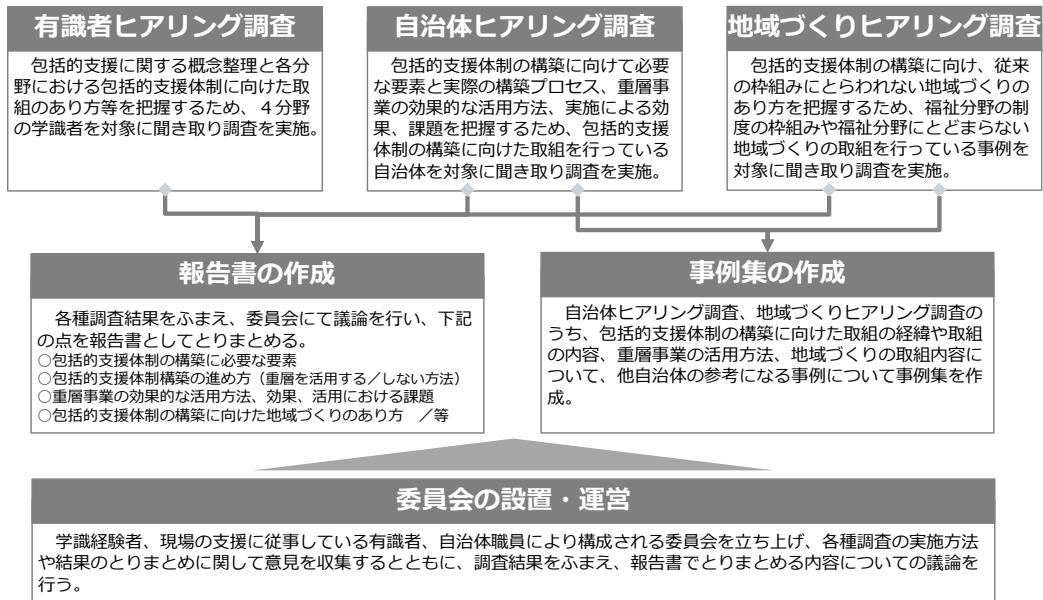 有識者ヒアリング調査
包括的支援に関する概念整理と各分
野における包括的支援体制に向けた取
組のあり方等を把握するため、４分野
の学識者を対象に聞き取り調査を実施。
自治体ヒアリング調査
包括的支援体制の構築に向けて必要
な要素と実際の構築プロセス、重層事
業の効果的な活用方法、実施による効
果、課題を把握するため、包括的支援
体制の構築に向けた取組を行っている
自治体を対象に聞き取り調査を実施。
地域づくりヒアリング調査
包括的支援体制の構築に向け、従来
の枠組みにとらわれない地域づくりの
あり方を把握するため、福祉分野の制
度の枠組みや福祉分野にとどまらない
地域づくりの取組を行っている事例を
対象に聞き取り調査を実施。
報告書の作成
各種調査結果をふまえ、委員会にて議論を行い、下記
の点を報告書としてとりまとめる。
○包括的支援体制の構築に必要な要素
○包括的支援体制構築の進め方（重層を活用する／しない方法）
○重層事業の効果的な活用方法、効果、活用における課題
○包括的支援体制の構築に向けた地域づくりのあり方　／等
事例集の作成
自治体ヒアリング調査、地域づくりヒアリング調査の
うち、包括的支援体制の構築に向けた取組の経緯や取組
の内容、重層事業の活用方法、地域づくりの取組内容に
ついて、他自治体の参考になる事例について事例集を作
成。
委員会の設置・運営
学識経験者、現場の支援に従事している有識者、自治体職員により構成される委員会を立ち上げ、各種調査の実施方法
や結果のとりまとめに関して意見を収集するとともに、調査結果をふまえ、報告書でとりまとめる内容についての議論を
行う。